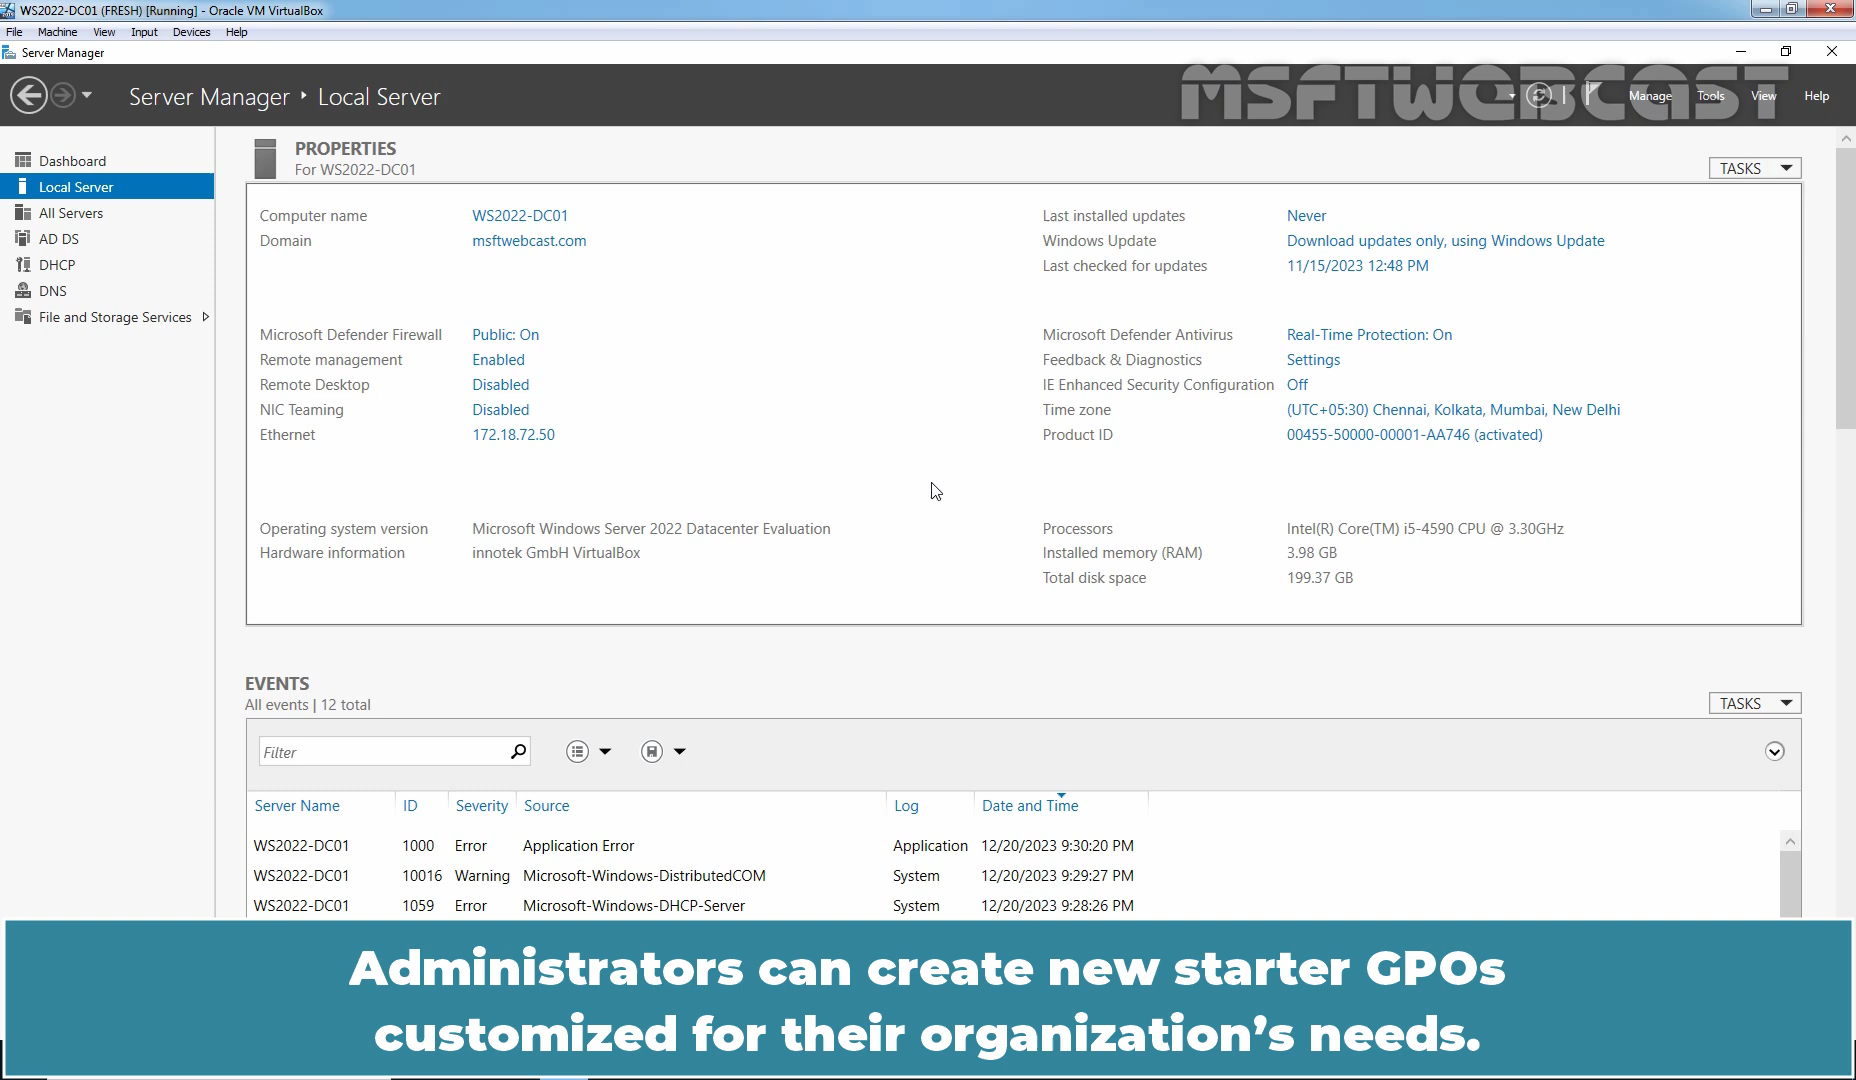 WS2022-DC01 (FRESH) [Running] - Oracle VM VirtualBox
File Machine View Input Devices Help
Server Manager
Server Manager ‣ Local Server
MSFTWEBCAST
Manage Tools View Help
Dashboard
Local Server
All Servers
AD DS
DHCP
DNS
File and Storage Services
PROPERTIES
For WS2022-DC01
TASKS
Computer name WS2022-DC01
Domain msftwebcast.com
Last installed updates Never
Windows Update Download updates only, using Windows Update
Last checked for updates 11/15/2023 12:48 PM
Microsoft Defender Firewall Public: On
Remote management Enabled
Remote Desktop Disabled
NIC Teaming Disabled
Ethernet 172.18.72.50
Microsoft Defender Antivirus Real-Time Protection: On
Feedback & Diagnostics Settings
IE Enhanced Security Configuration Off
Time zone (UTC+05:30) Chennai, Kolkata, Mumbai, New Delhi
Product ID 00455-50000-00001-AA746 (activated)
Operating system version Microsoft Windows Server 2022 Datacenter Evaluation
Hardware information innotek GmbH VirtualBox
Processors Intel(R) Core(TM) i5-4590 CPU @ 3.30GHz
Installed memory (RAM) 3.98 GB
Total disk space 199.37 GB
EVENTS
All events | 12 total
TASKS
Filter
Server Name ID Severity Source Log Date and Time
WS2022-DC01 1000 Error Application Error Application 12/20/2023 9:30:20 PM
WS2022-DC01 10016 Warning Microsoft-Windows-DistributedCOM System 12/20/2023 9:29:27 PM
WS2022-DC01 1059 Error Microsoft-Windows-DHCP-Server System 12/20/2023 9:28:26 PM
Administrators can create new starter GPOs
customized for their organization’s needs.